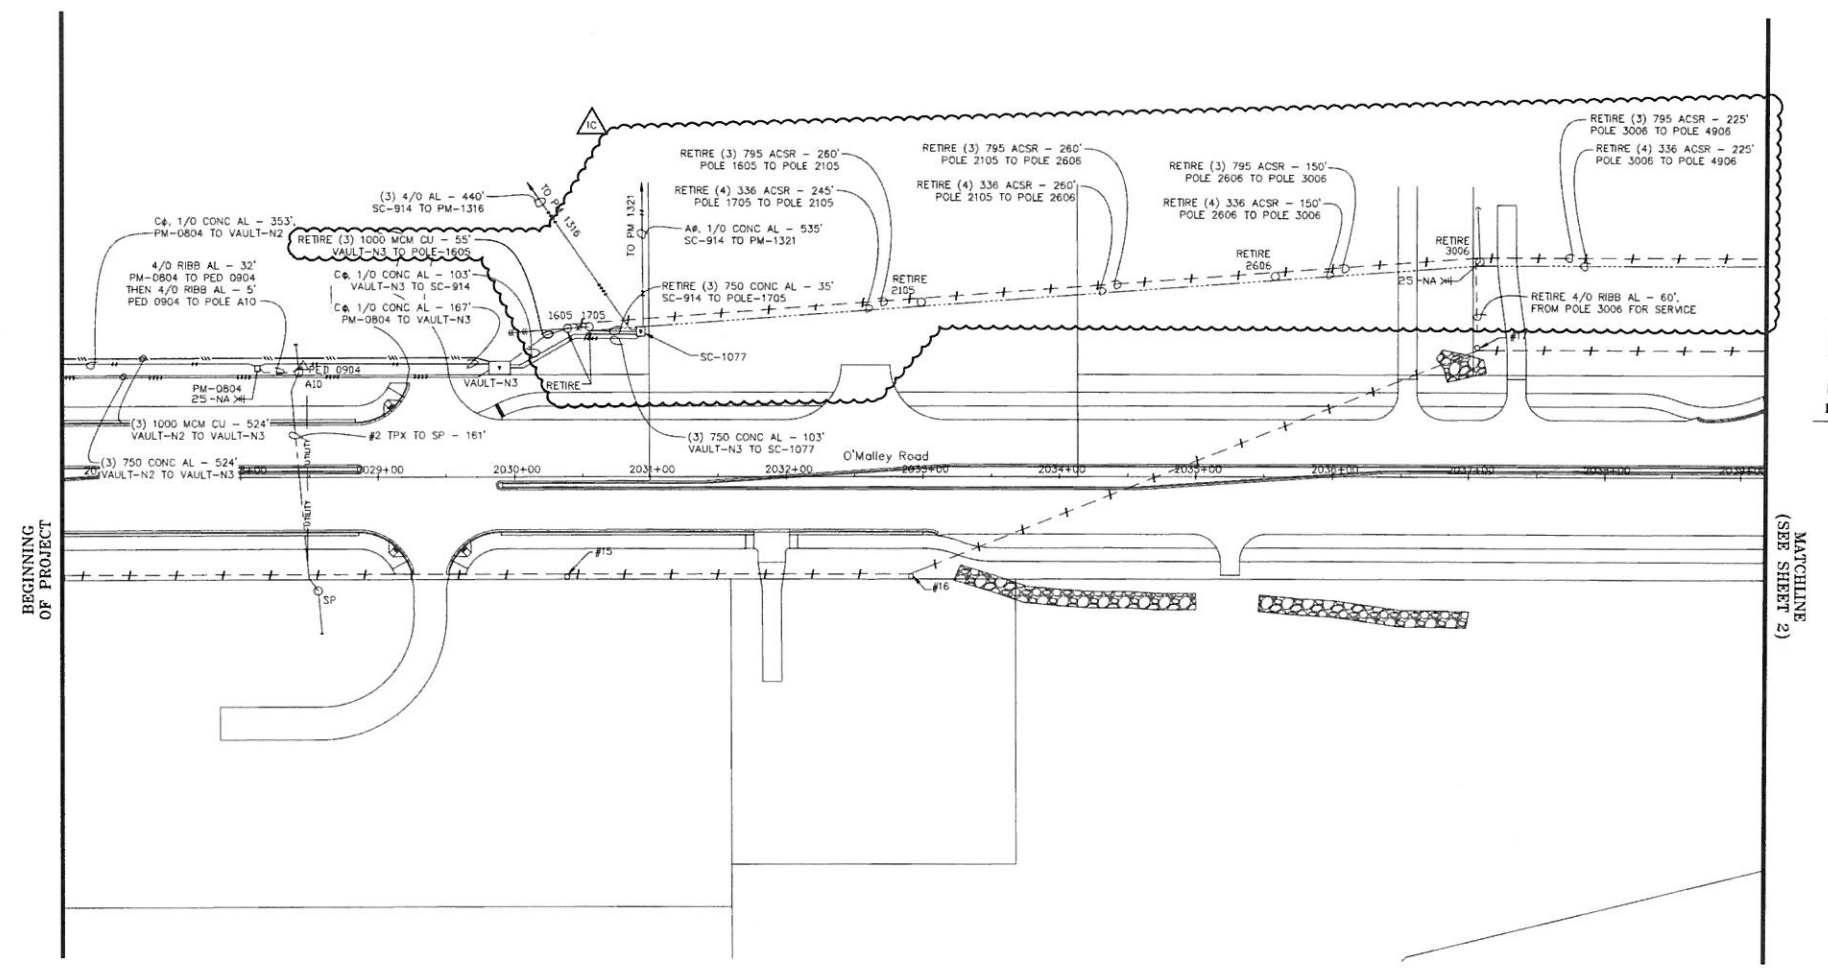 1C
RETIRE (3) 795 ACSR - 225'
POLE 3006 TO POLE 4906
RETIRE (4) 336 ACSR - 225'
POLE 3006 TO POLE 4906
RETIRE (3) 795 ACSR - 260'
POLE 1605 TO POLE 2105
RETIRE (4) 336 ACSR - 245'
POLE 1705 TO POLE 2105
RETIRE (3) 795 ACSR - 260'
POLE 2105 TO POLE 2606
RETIRE (4) 336 ACSR - 260'
POLE 2105 TO POLE 2606
RETIRE (3) 795 ACSR - 150'
POLE 2606 TO POLE 3006
RETIRE (4) 336 ACSR - 150'
POLE 2606 TO POLE 3006
(3) 4/0 AL - 440'
SC-914 TO PM-1316
TO PM 1316
TO PM 1321
Aϕ, 1/0 CONC AL - 535'
SC-914 TO PM-1321
Cϕ, 1/0 CONC AL - 353',
PM-0804 TO VAULT-N2
RETIRE (3) 1000 MCM CU - 55'
VAULT-N3 TO POLE-1605
4/0 RIBB AL - 32'
PM-0804 TO PED 0904
THEN 4/0 RIBB AL - 5'
PED 0904 TO POLE A10
Cϕ, 1/0 CONC AL - 103'
VAULT-N3 TO SC-914
Cϕ, 1/0 CONC AL - 167'
PM-0804 TO VAULT-N3
RETIRE (3) 750 CONC AL - 35'
SC-914 TO POLE-1705
RETIRE
2105
RETIRE
2606
RETIRE
3006
25-NA
RETIRE 4/0 RIBB AL - 60',
FROM POLE 3006 FOR SERVICE
1605 1705
SC-1077
#17
PED 0904
A10
VAULT-N3
RETIRE
PM-0804
25-NA
(3) 1000 MCM CU - 524'
VAULT-N2 TO VAULT-N3
#2 TPX TO SP - 161'
(3) 750 CONC AL - 103'
VAULT-N3 TO SC-1077
(3) 750 CONC AL - 524'
VAULT-N2 TO VAULT-N3
UTILITY
O'Malley Road
2029+00 2030+00 2031+00 2032+00 2033+00 2034+00 2035+00 2036+00 2037+00 2038+00 2039+00
UTILITY
#15
#16
SP
BEGINNING
OF PROJECT
MATCHLINE
(SEE SHEET 2)